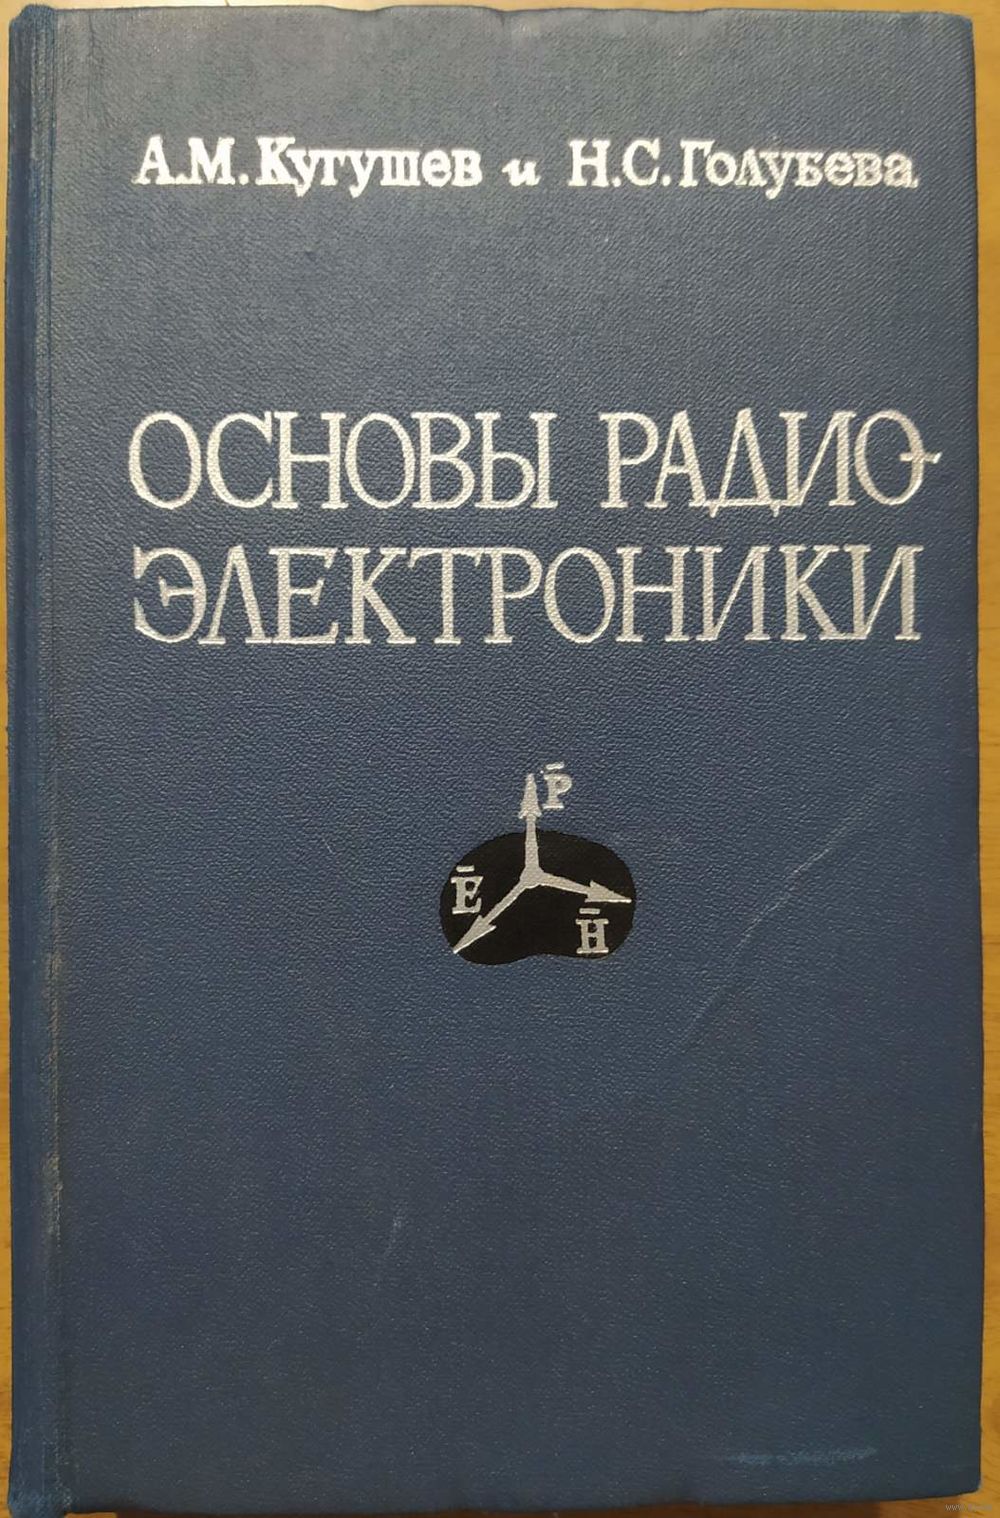 А.М.Кугушев и Н.С.Голубева
ОСНОВЫ РАДИО-
ЭЛЕКТРОНИКИ
P̄
Ē
H̄